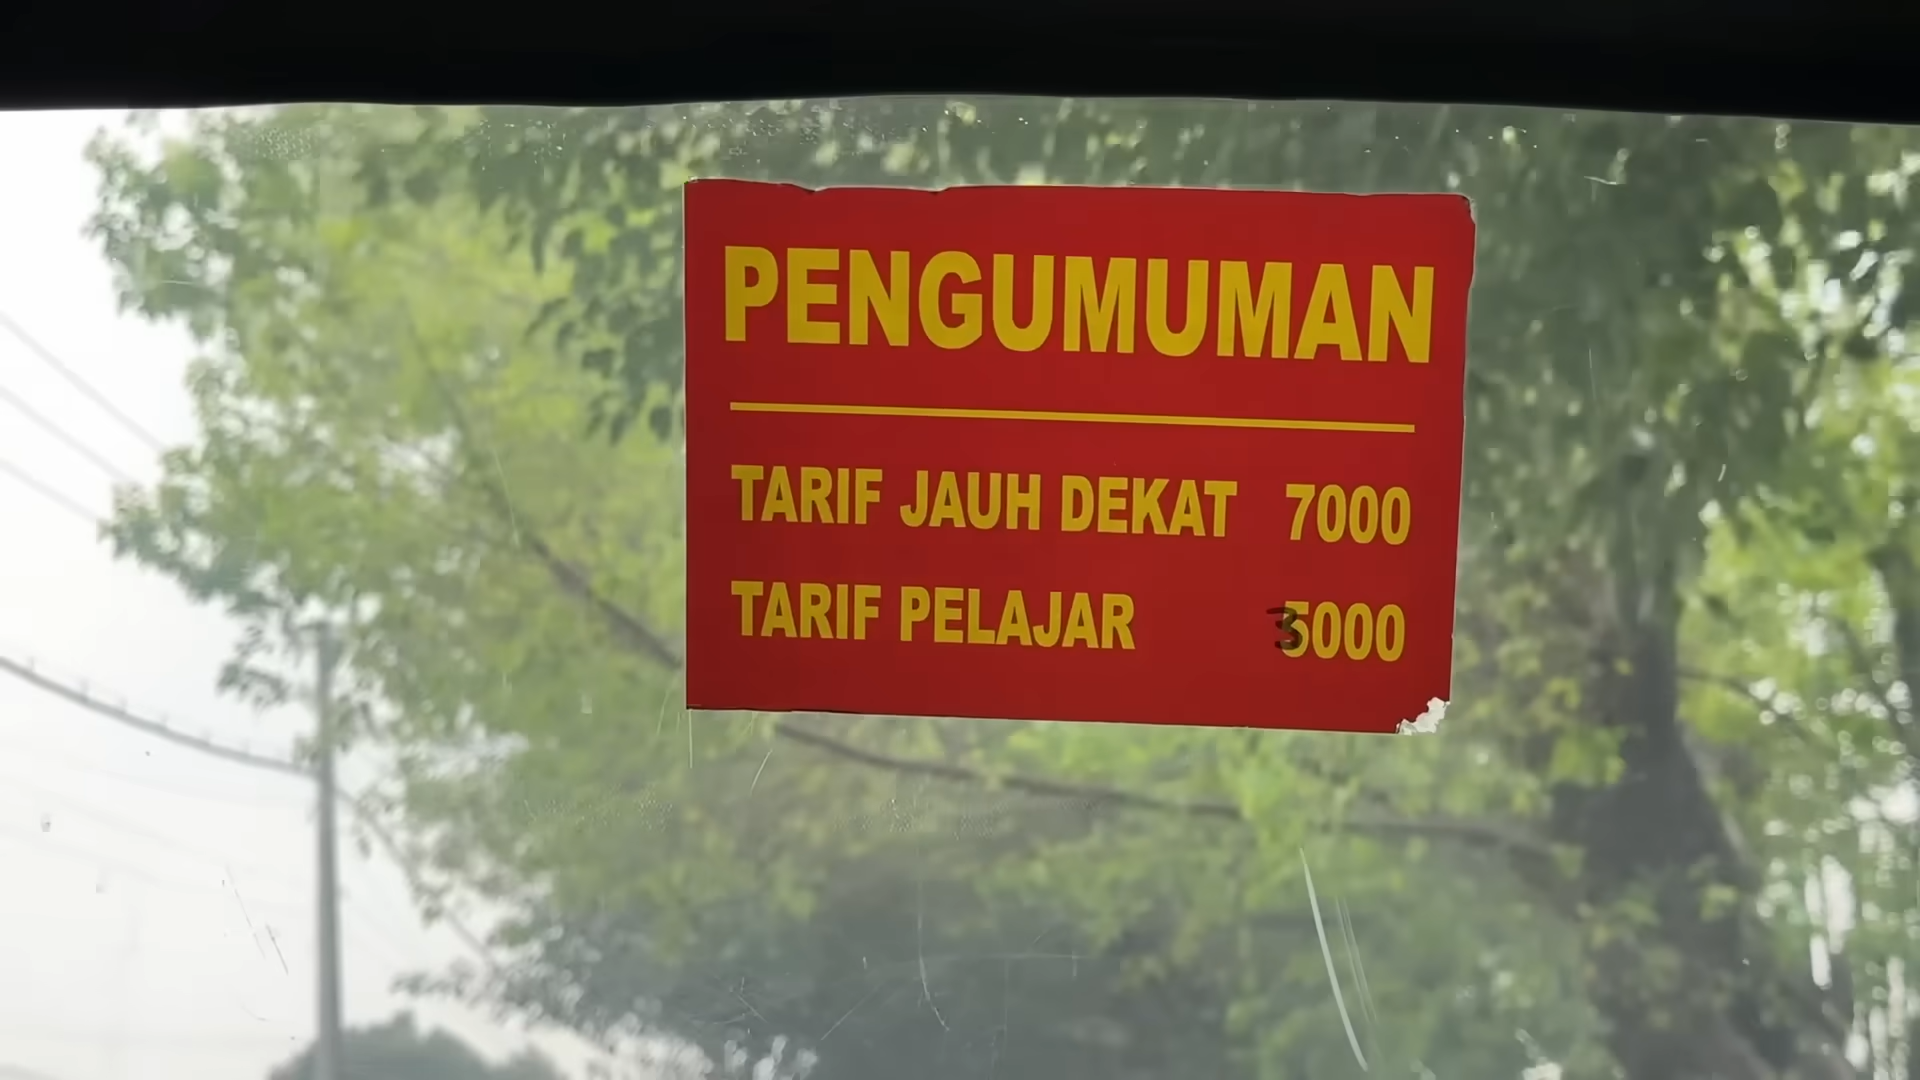 PENGUMUMAN
TARIF JAUH DEKAT 7000
TARIF PELAJAR 5000